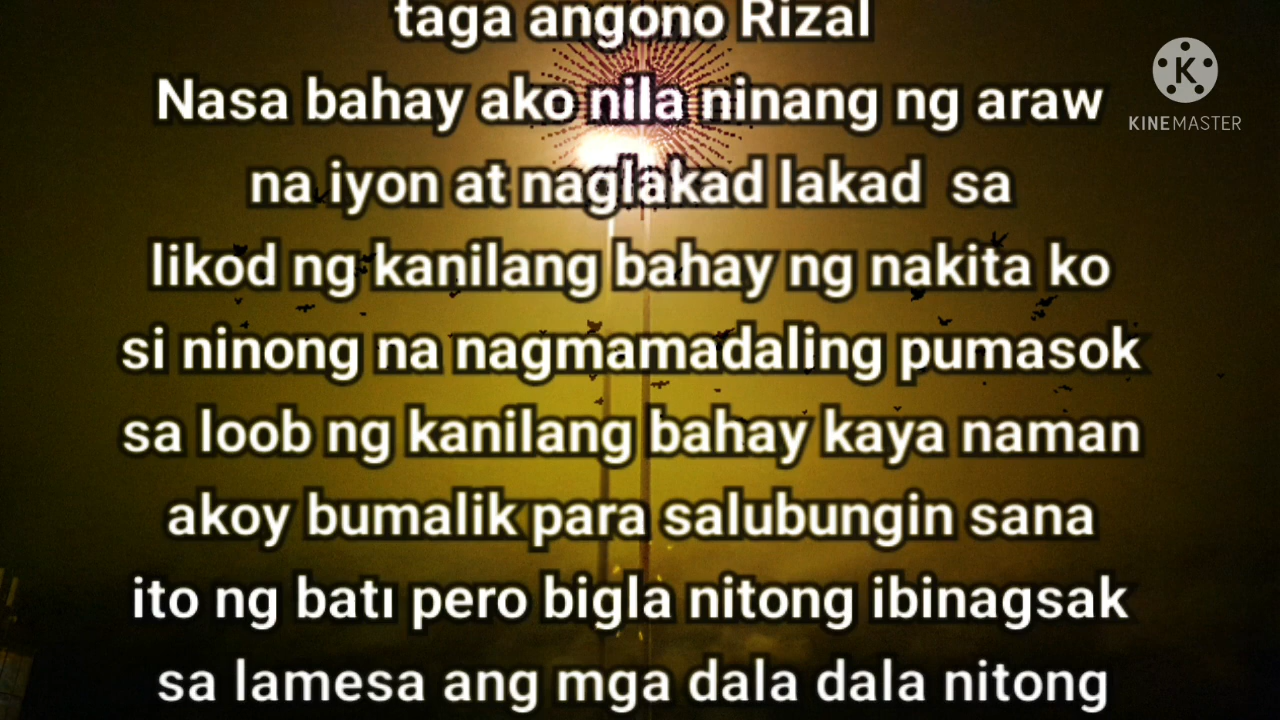 taga angono Rizal
Nasa bahay ako nila ninang ng araw
na iyon at naglakad lakad sa
likod ng kanilang bahay ng nakita ko
si ninong na nagmamadaling pumasok
sa loob ng kanilang bahay kaya naman
akoy bumalik para salubungin sana
ito ng batı pero bigla nitong ibinagsak
sa lamesa ang mga dala dala nitong
K
KINEMASTER